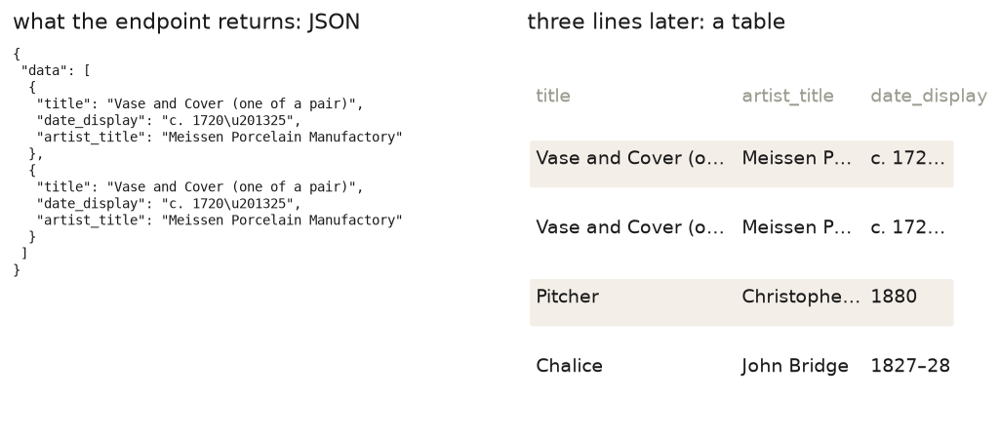 what the endpoint returns: JSON
{
 "data": [
  {
   "title": "Vase and Cover (one of a pair)",
   "date_display": "c. 1720\u201325",
   "artist_title": "Meissen Porcelain Manufactory"
  },
  {
   "title": "Vase and Cover (one of a pair)",
   "date_display": "c. 1720\u201325",
   "artist_title": "Meissen Porcelain Manufactory"
  }
 ]
}
three lines later: a table
title artist_title date_display
Vase and Cover (o… Meissen P… c. 172…
Vase and Cover (o… Meissen P… c. 172…
Pitcher Christophe… 1880
Chalice John Bridge 1827–28